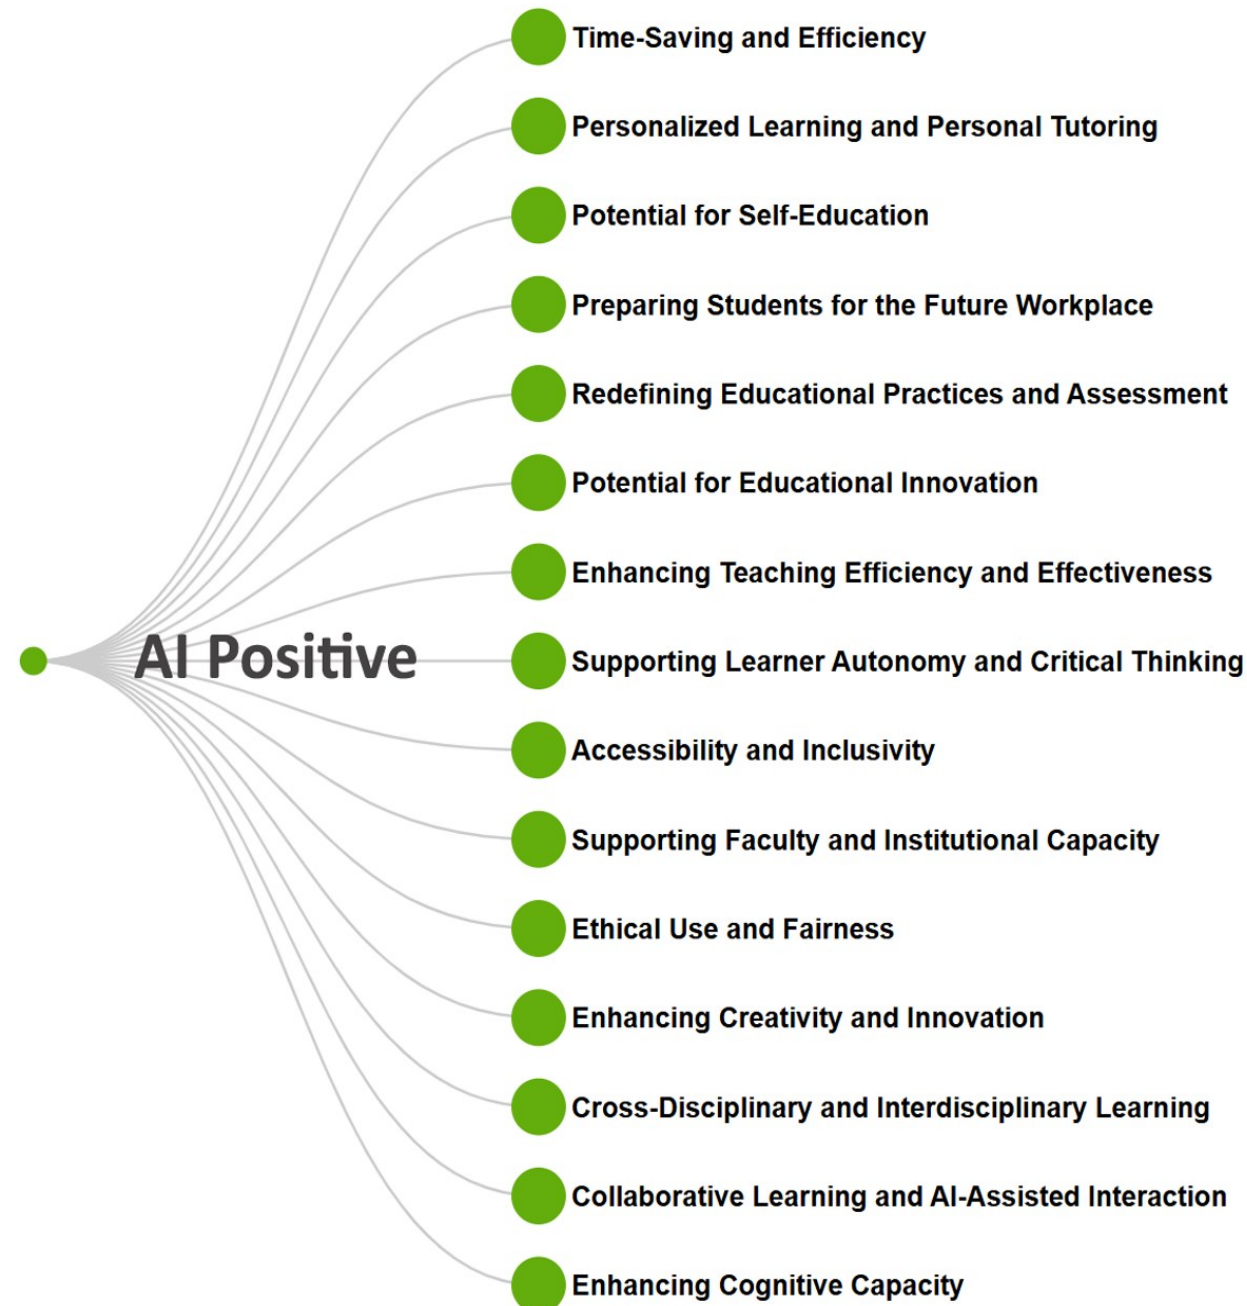 Time-Saving and Efficiency
Personalized Learning and Personal Tutoring
Potential for Self-Education
Preparing Students for the Future Workplace
Redefining Educational Practices and Assessment
Potential for Educational Innovation
Enhancing Teaching Efficiency and Effectiveness
AI Positive
Supporting Learner Autonomy and Critical Thinking
Accessibility and Inclusivity
Supporting Faculty and Institutional Capacity
Ethical Use and Fairness
Enhancing Creativity and Innovation
Cross-Disciplinary and Interdisciplinary Learning
Collaborative Learning and AI-Assisted Interaction
Enhancing Cognitive Capacity